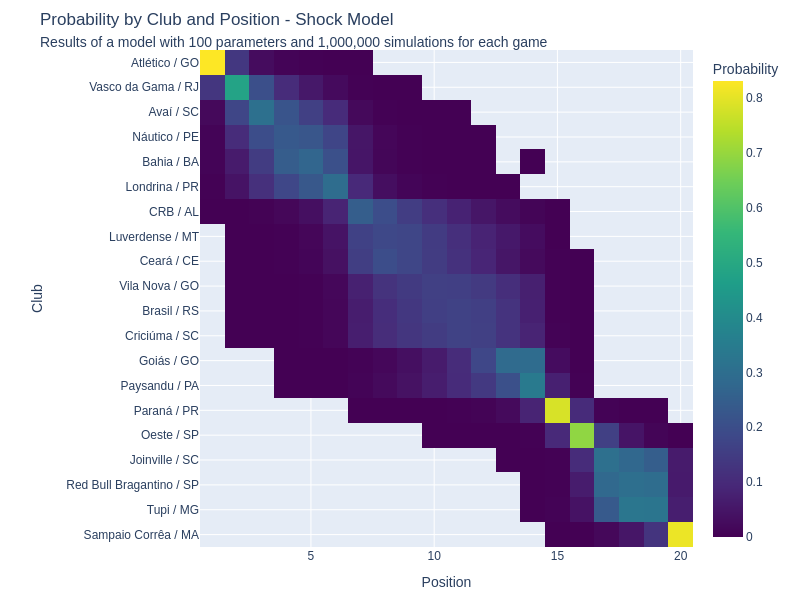 Probability by Club and Position - Shock Model
Results of a model with 100 parameters and 1,000,000 simulations for each game
Probability
Atlético / GO
Vasco da Gama / RJ
Avaí / SC
Náutico / PE
Bahia / BA
Londrina / PR
CRB / AL
Luverdense / MT
Ceará / CE
Vila Nova / GO
Brasil / RS
Criciúma / SC
Goiás / GO
Paysandu / PA
Paraná / PR
Oeste / SP
Joinville / SC
Red Bull Bragantino / SP
Tupi / MG
Sampaio Corrêa / MA
Club
5
10
15
20
Position
0.8
0.7
0.6
0.5
0.4
0.3
0.2
0.1
0